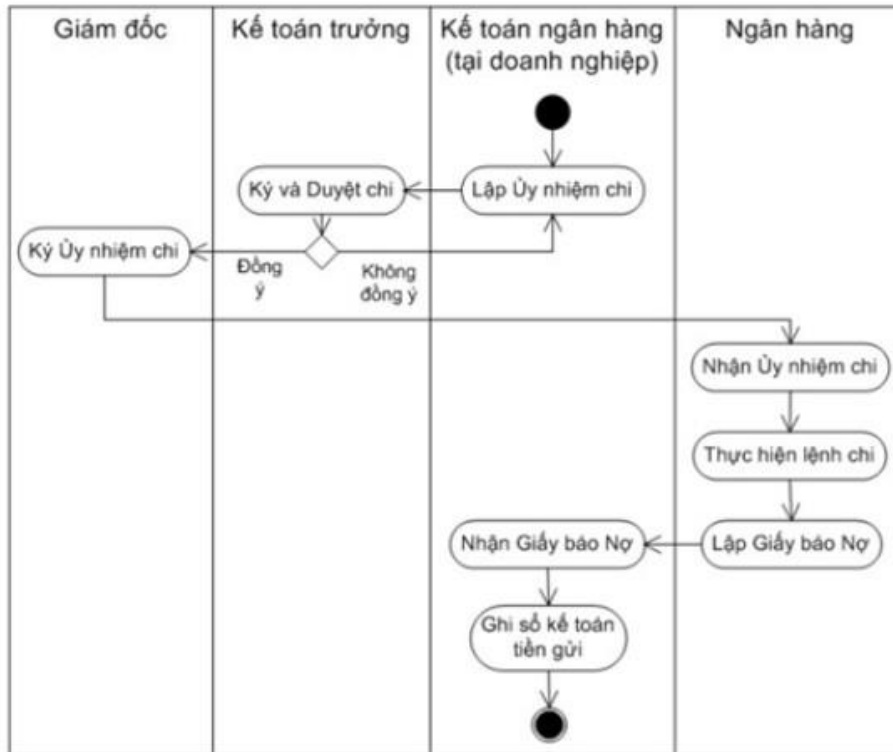 Giám đốc
Kế toán trưởng
Kế toán ngân hàng
(tại doanh nghiệp)
Ngân hàng
Ký và Duyệt chi
Lập Ủy nhiệm chi
Ký Ủy nhiệm chi
Đồng
ý
Không
đồng ý
Nhận Ủy nhiệm chi
Thực hiện lệnh chi
Nhận Giấy báo Nợ
Lập Giấy báo Nợ
Ghi sổ kế toán
tiền gửi